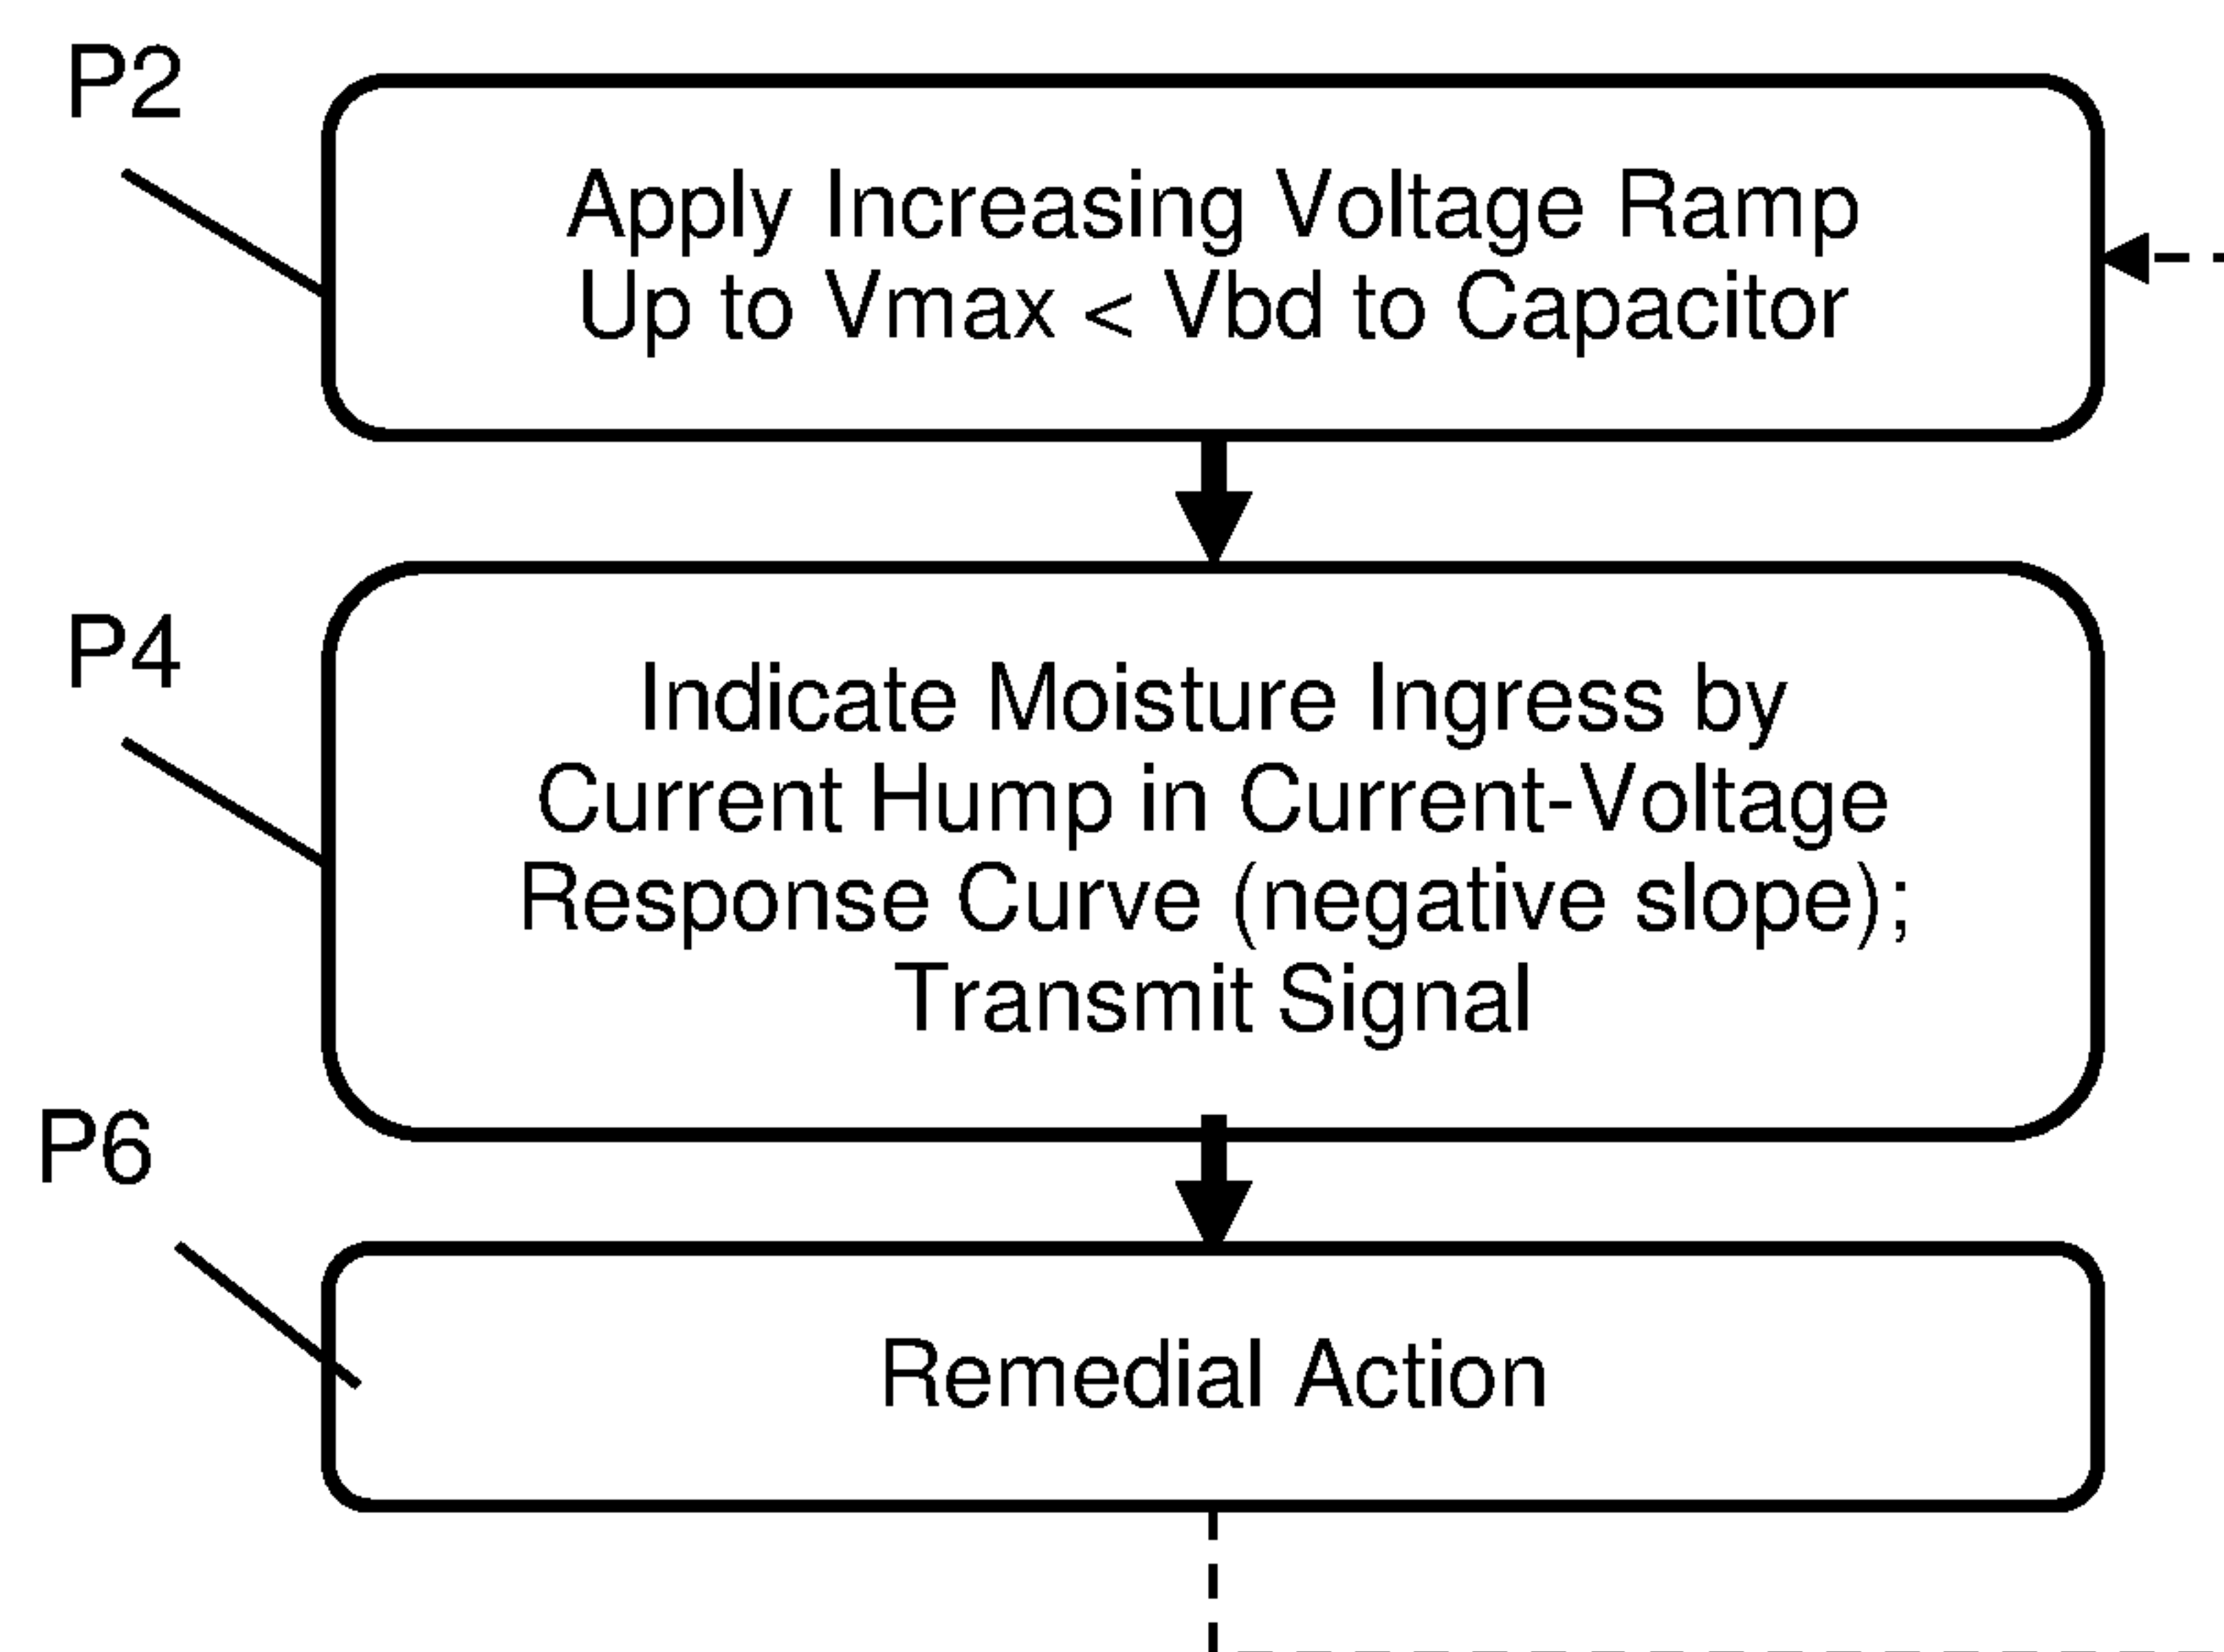 P2
Apply Increasing Voltage Ramp
Up to Vmax < Vbd to Capacitor
P4
Indicate Moisture Ingress by
Current Hump in Current-Voltage
Response Curve (negative slope);
Transmit Signal
P6
Remedial Action